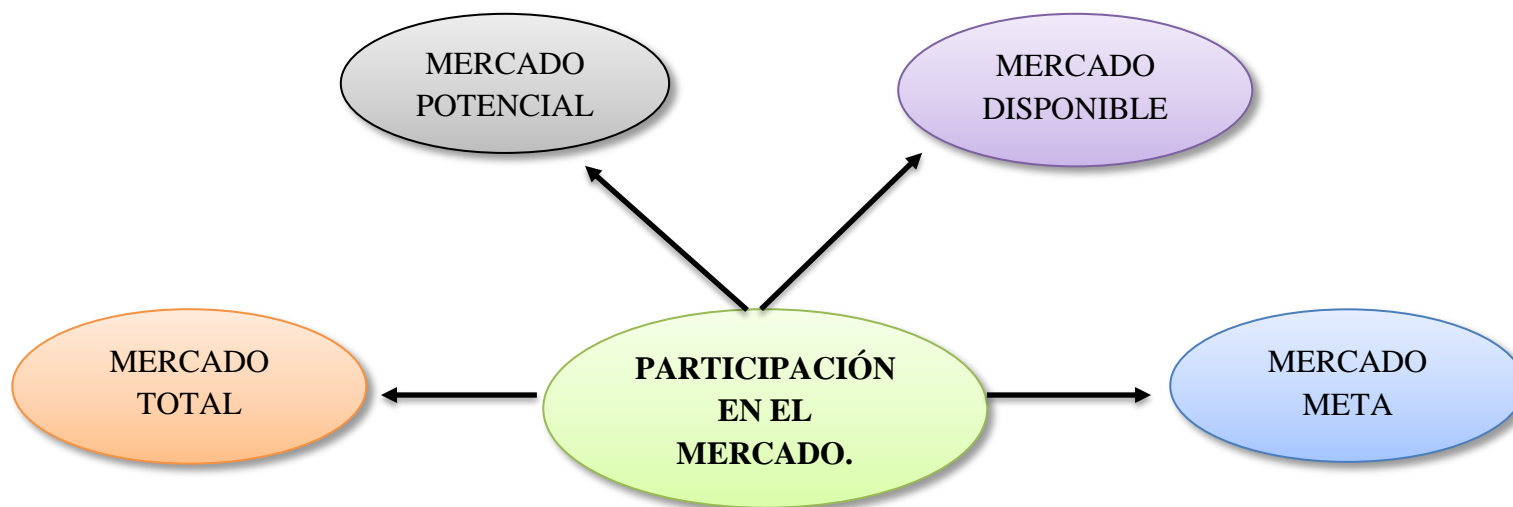 MERCADO
POTENCIAL
MERCADO
DISPONIBLE
MERCADO
TOTAL
PARTICIPACIÓN
EN EL
MERCADO.
MERCADO
META